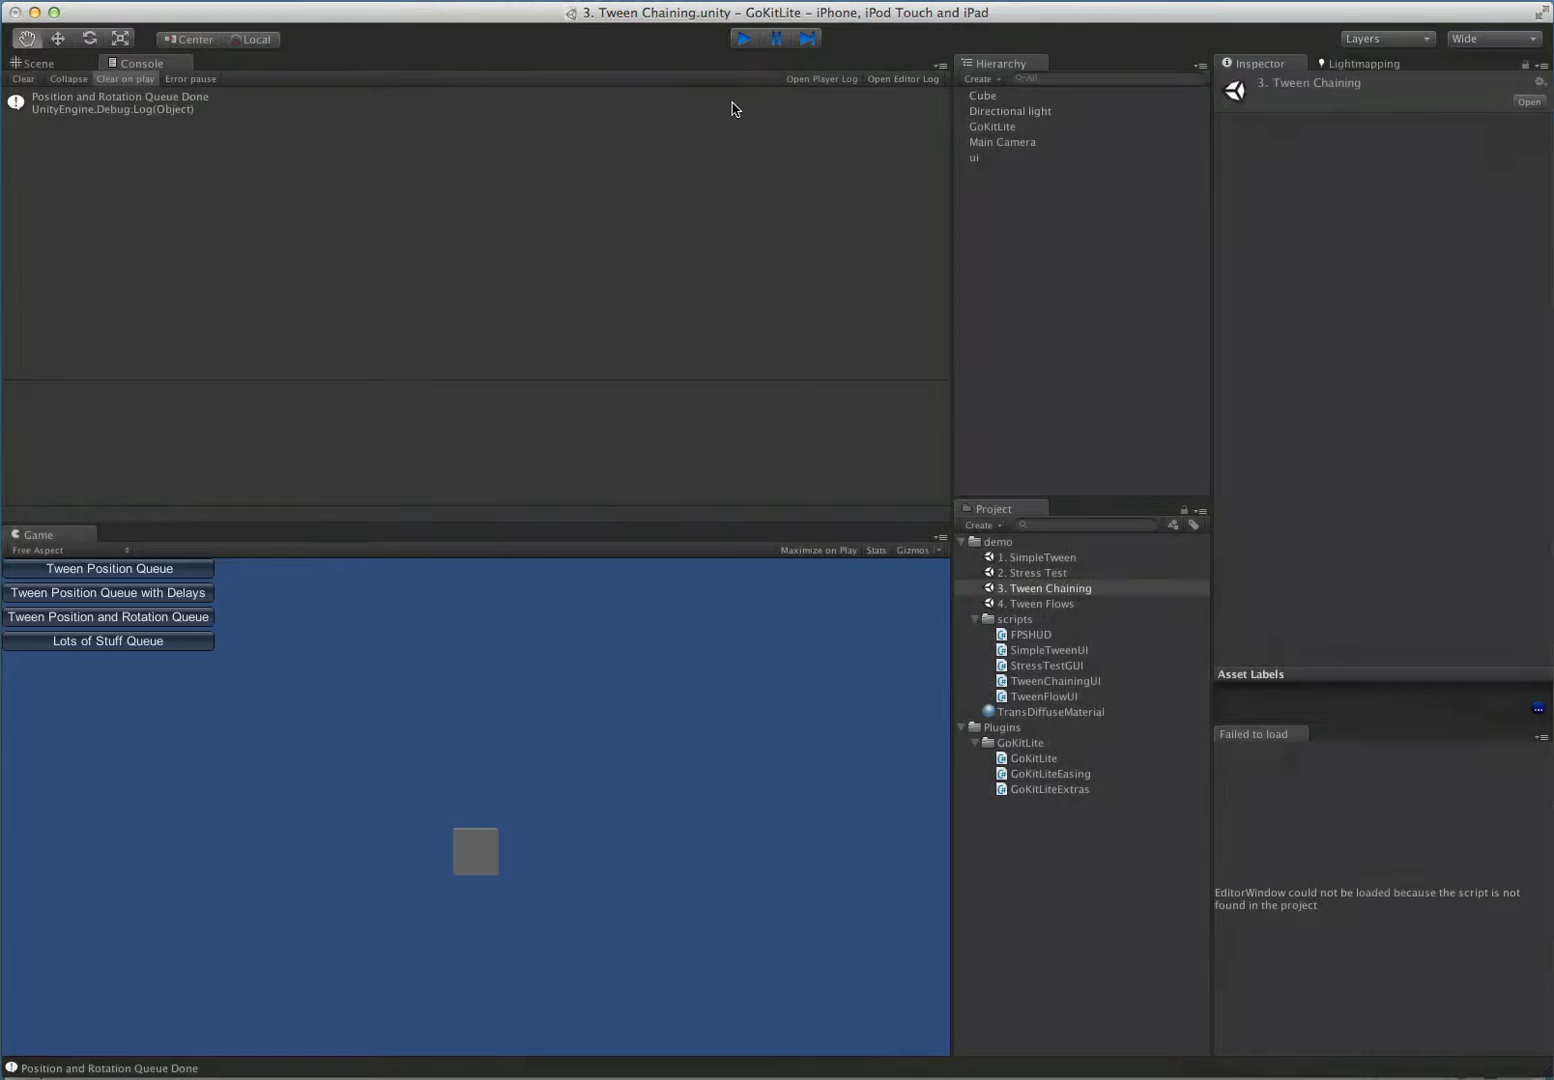 3. Tween Chaining.unity – GoKitLite – iPhone, iPod Touch and iPad
Center Local
Layers Wide
Scene Console
Clear Collapse Clear on play Error pause Open Player Log Open Editor Log
Position and Rotation Queue Done
UnityEngine.Debug:Log(Object)
Hierarchy
Create All
Cube
Directional light
GoKitLite
Main Camera
ui
Inspector Lightmapping
3. Tween Chaining
Open
Game
Free Aspect Maximize on Play Stats Gizmos
Tween Position Queue
Tween Position Queue with Delays
Tween Position and Rotation Queue
Lots of Stuff Queue
Project
Create
demo
1. SimpleTween
2. Stress Test
3. Tween Chaining
4. Tween Flows
scripts
FPSHUD
SimpleTweenUI
StressTestGUI
TweenChainingUI
TweenFlowUI
TransDiffuseMaterial
Plugins
GoKitLite
GoKitLite
GoKitLiteEasing
GoKitLiteExtras
Asset Labels
Failed to load
EditorWindow could not be loaded because the script is not
found in the project
Position and Rotation Queue Done